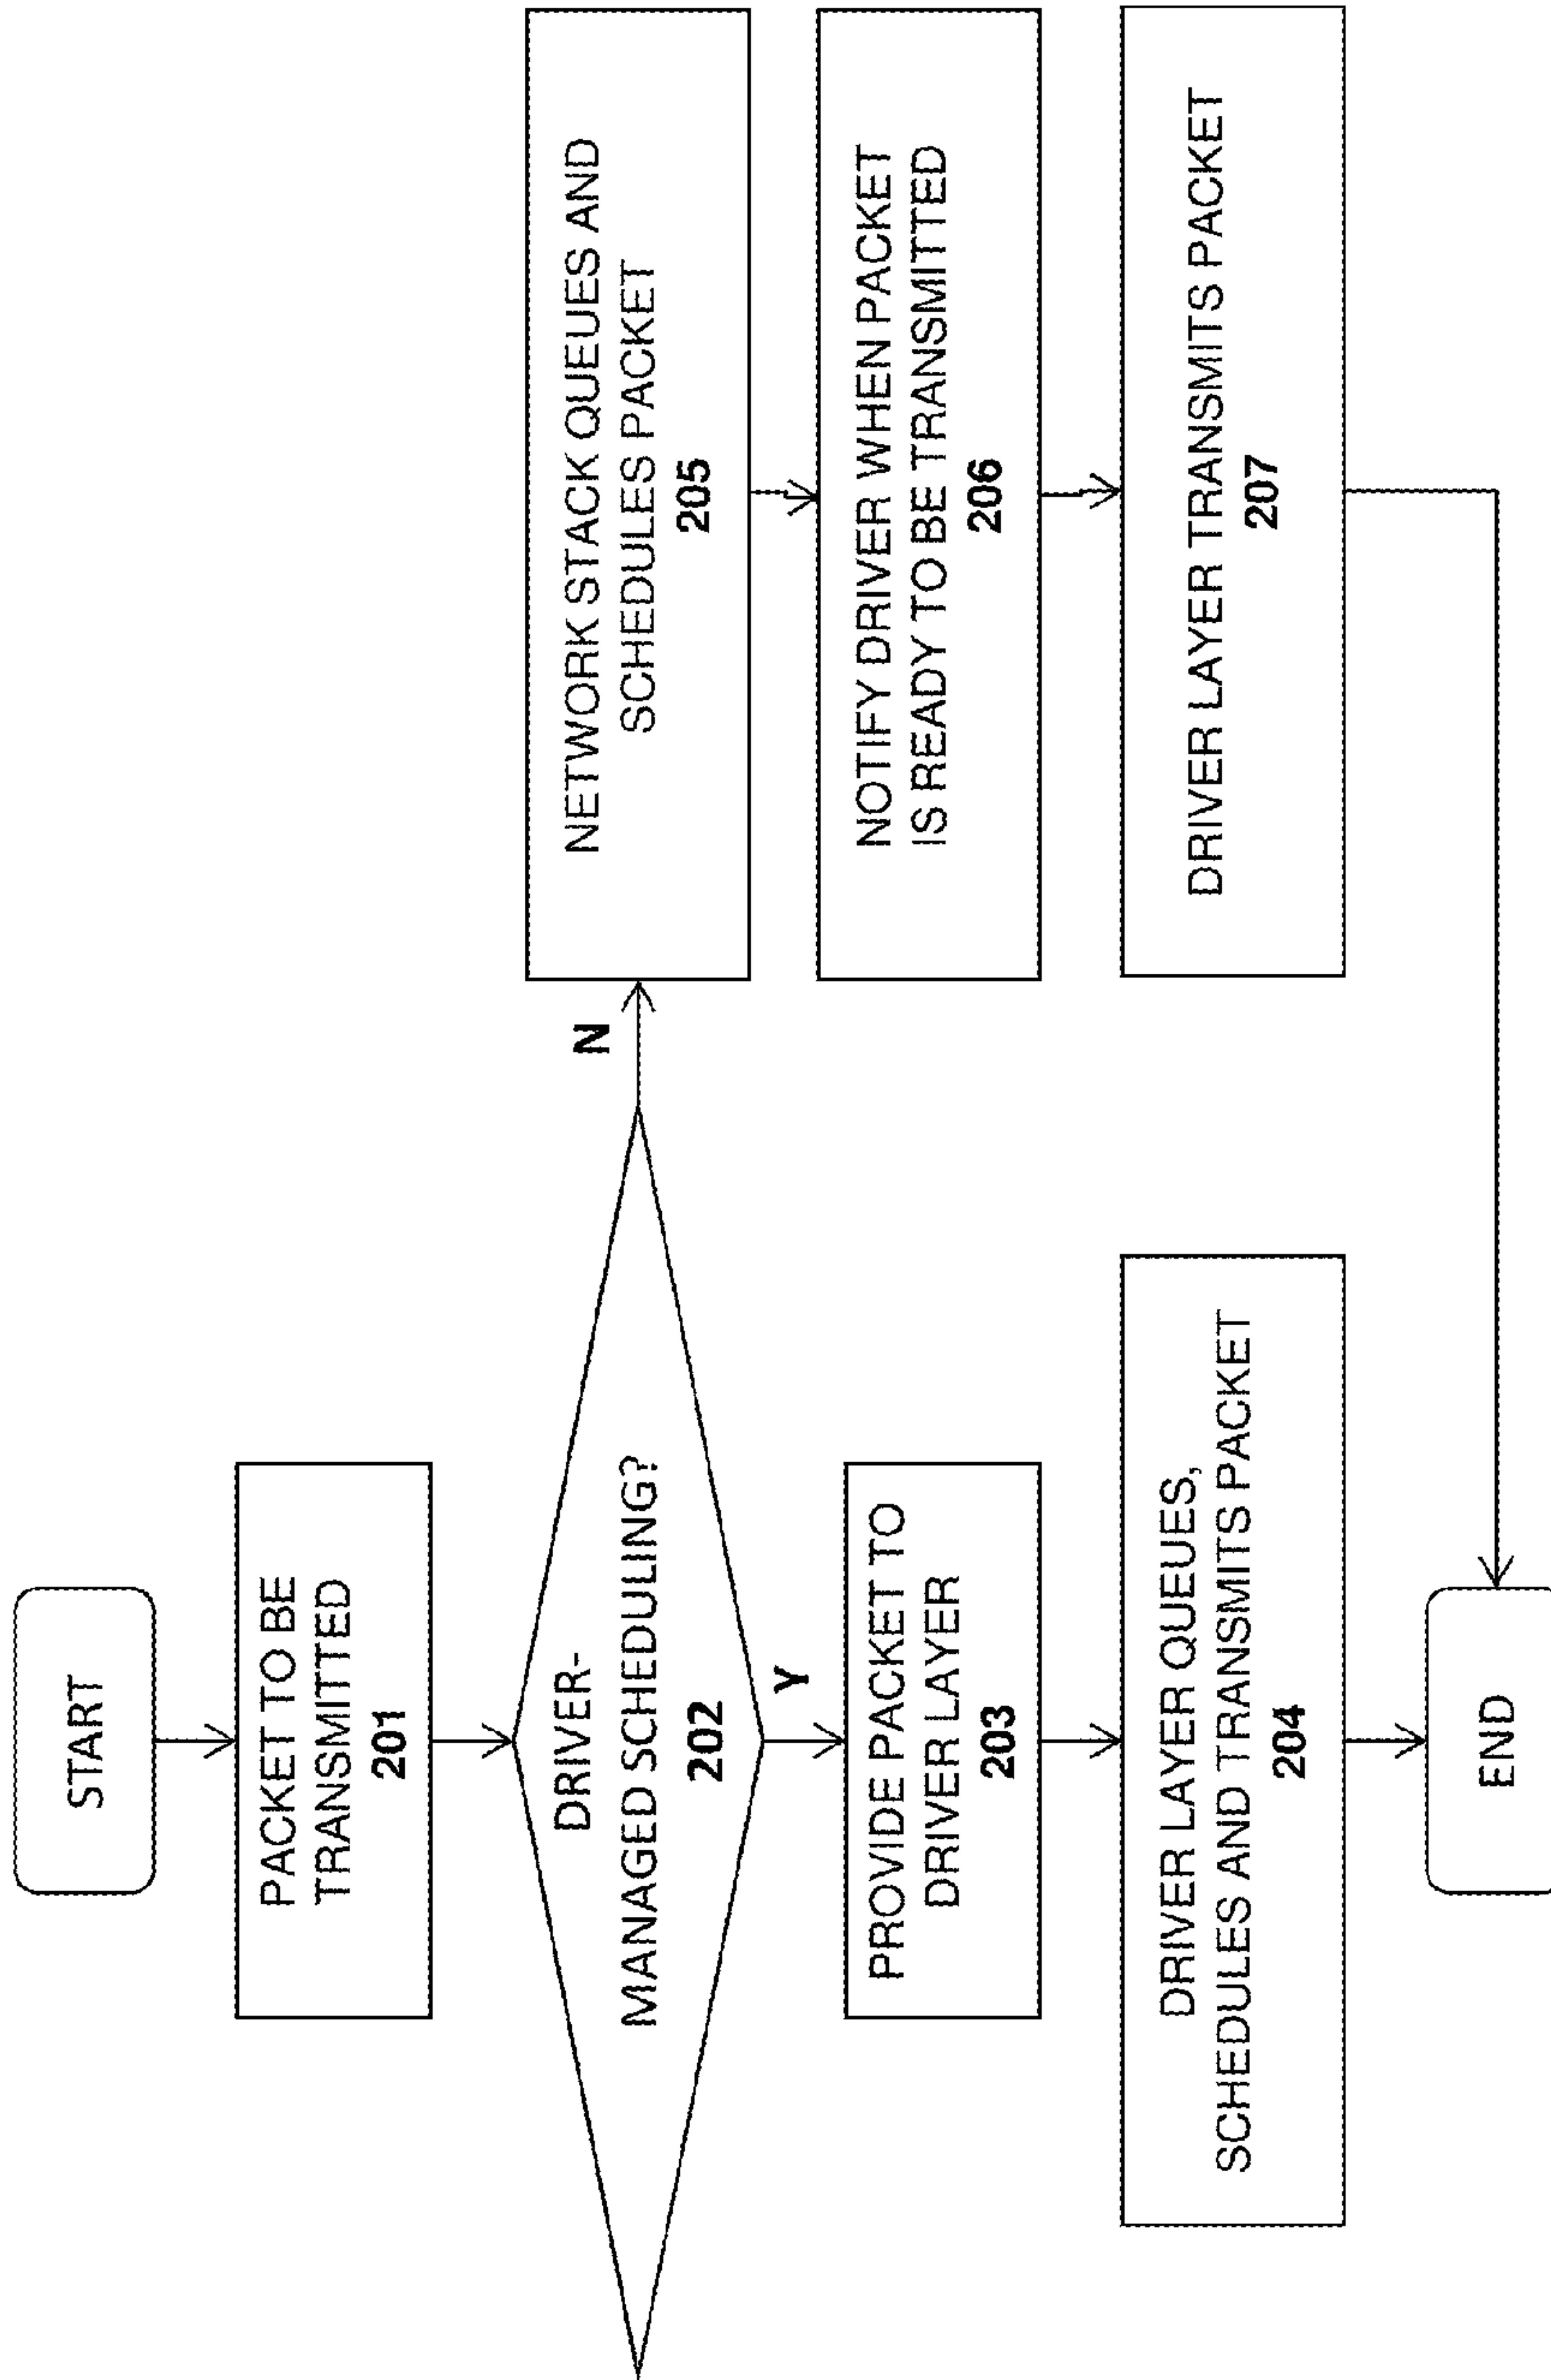 START
PACKET TO BE
TRANSMITTED
201
DRIVER-
MANAGED SCHEDULING?
202
N
Y
PROVIDE PACKET TO
DRIVER LAYER
203
DRIVER LAYER QUEUES,
SCHEDULES AND TRANSMITS PACKET
204
NETWORK STACK QUEUES AND
SCHEDULES PACKET
205
NOTIFY DRIVER WHEN PACKET
IS READY TO BE TRANSMITTED
206
DRIVER LAYER TRANSMITS PACKET
207
END